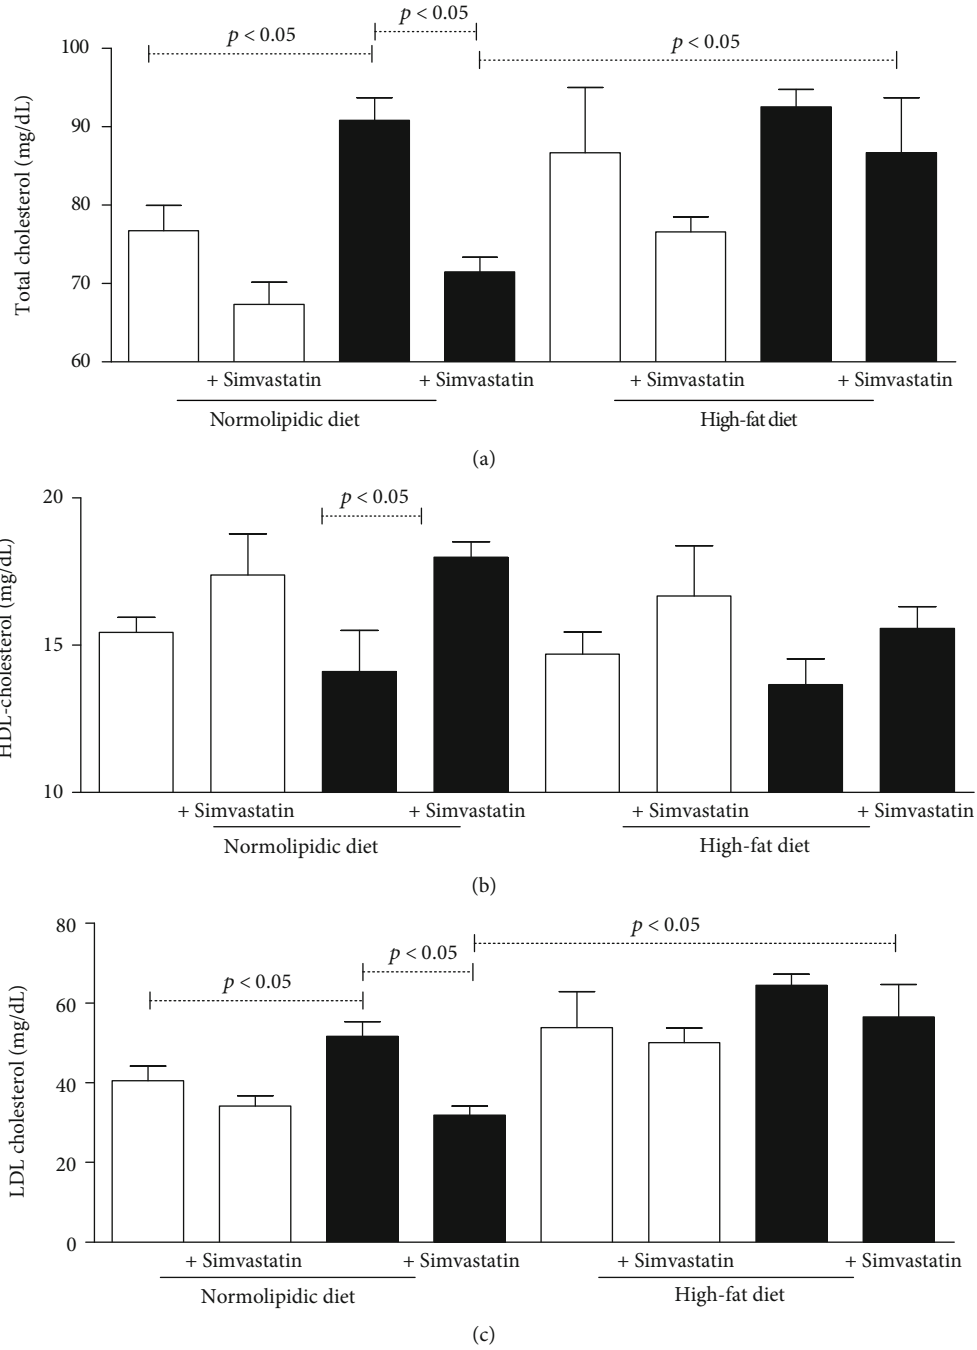 p < 0.05
p < 0.05
p < 0.05
100
90
80
70
60
Total cholesterol (mg/dL)
+ Simvastatin
+ Simvastatin
+ Simvastatin
+ Simvastatin
Normolipidic diet
High-fat diet
(a)
20
15
10
HDL-cholesterol (mg/dL)
p < 0.05
+ Simvastatin
+ Simvastatin
+ Simvastatin
+ Simvastatin
Normolipidic diet
High-fat diet
(b)
80
60
40
20
0
LDL cholesterol (mg/dL)
p < 0.05
p < 0.05
p < 0.05
+ Simvastatin
+ Simvastatin
+ Simvastatin
+ Simvastatin
Normolipidic diet
High-fat diet
(c)